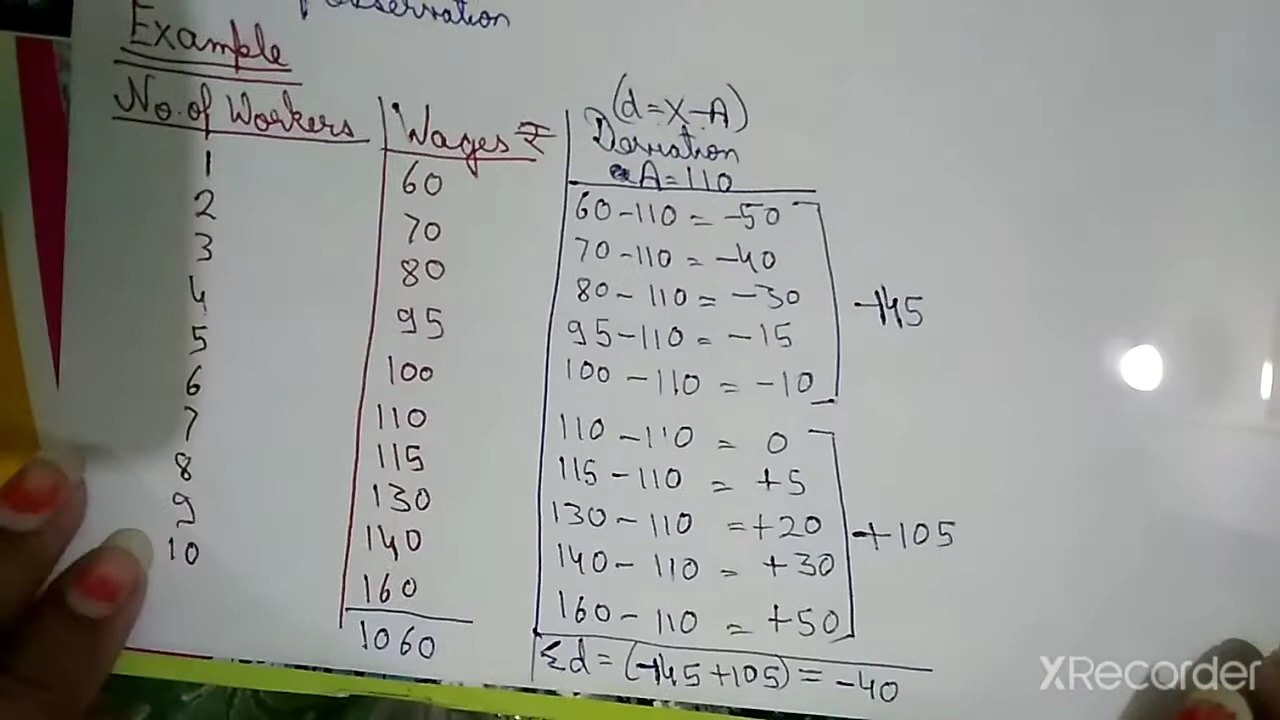 observation
Example
No. of Workers | Wages ₹ | (d=X-A) Deviation A=110
1 | 60 | 60-110 = -50
2 | 70 | 70-110 = -40
3 | 80 | 80-110 = -30
4 | 95 | 95-110 = -15
5 | 100 | 100-110 = -10
-145
6 | 110 | 110-110 = 0
7 | 115 | 115-110 = +5
8 | 130 | 130-110 = +20
9 | 140 | 140-110 = +30
10 | 160 | 160-110 = +50
+105
1060 | Σd = (-145+105) = -40
XRecorder